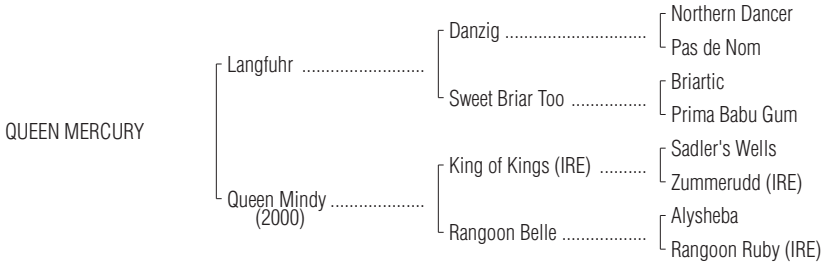 Northern Dancer
Danzig ..............................
Pas de Nom
Langfuhr ..........................
Briartic
Sweet Briar Too ................
Prima Babu Gum
QUEEN MERCURY
Sadler's Wells
King of Kings (IRE) ..........
Zummerudd (IRE)
Queen Mindy ....................
(2000)
Alysheba
Rangoon Belle ..................
Rangoon Ruby (IRE)